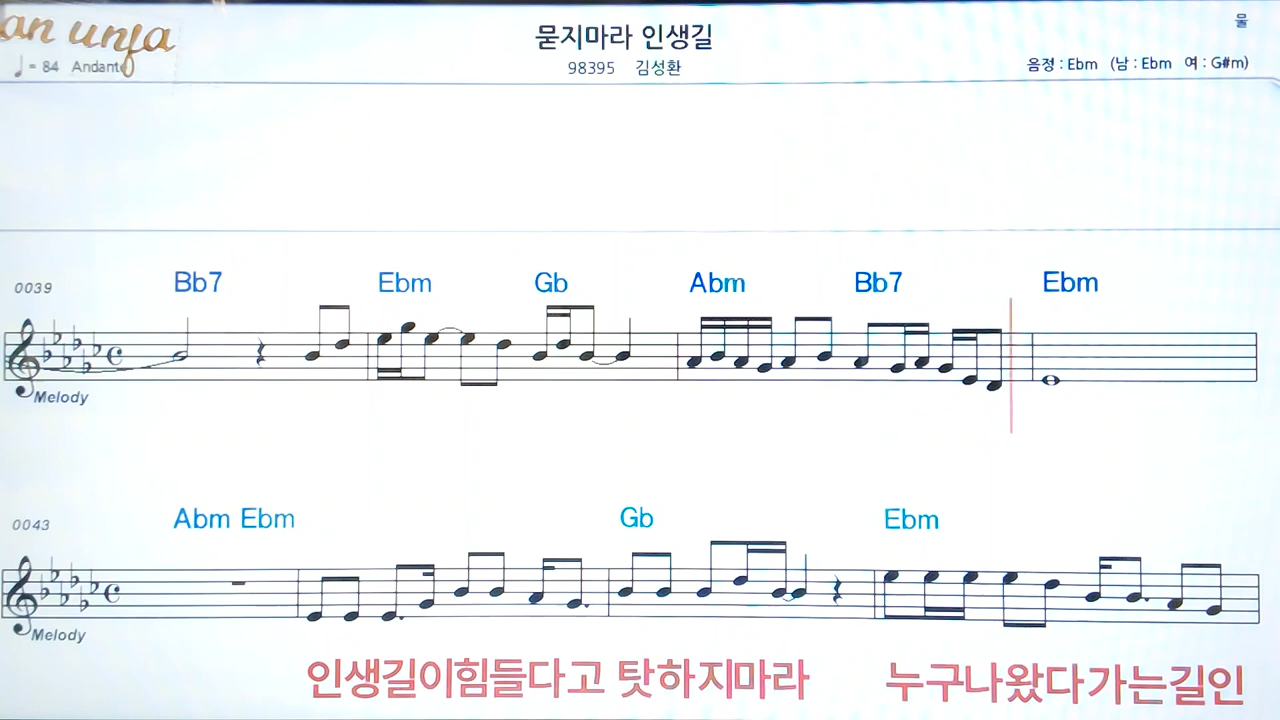 an unfa
♩= 84 Andante
묻지마라 인생길
98395 김성환
물
음정 : Ebm (남 : Ebm 여 : G#m)
0039
Bb7 Ebm Gb Abm Bb7 Ebm
Melody
0043
Abm Ebm Gb Ebm
Melody
인생길이힘들다고 탓하지마라 누구나왔다가는길인